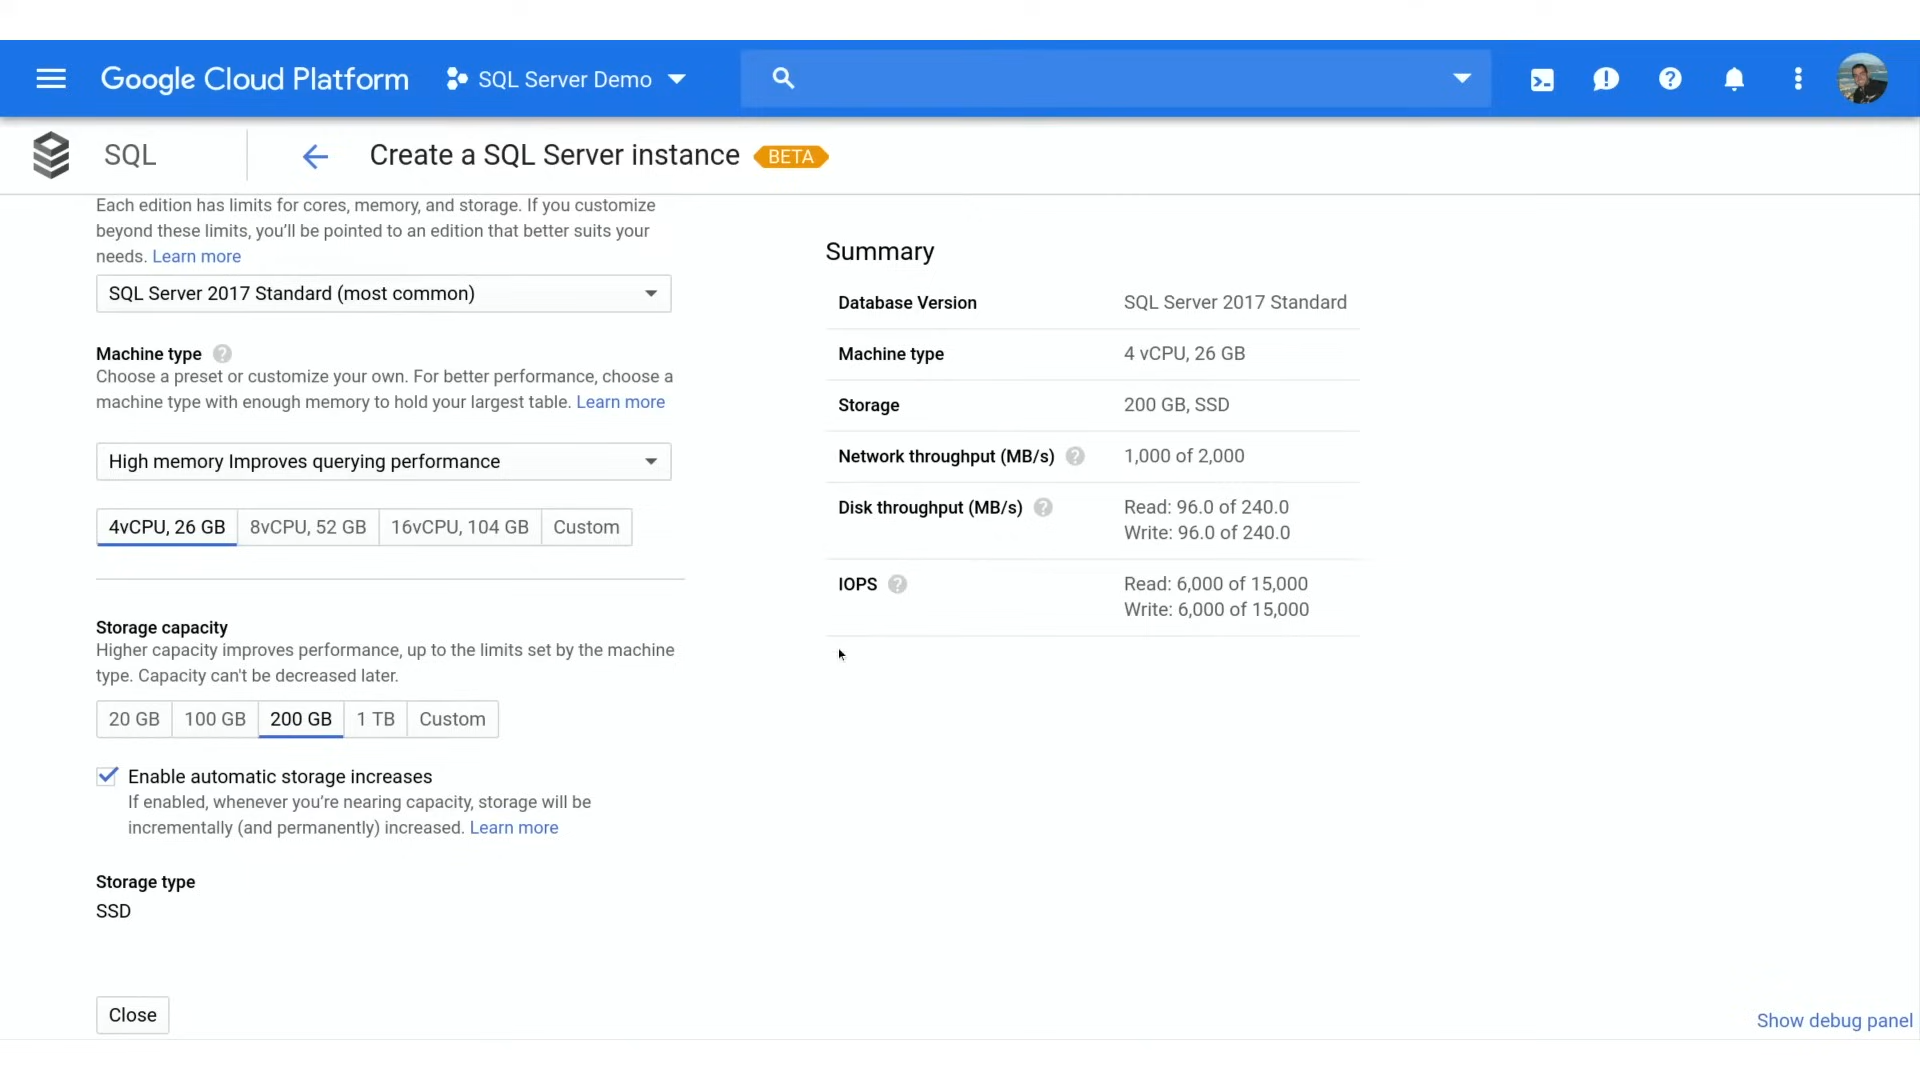 Google Cloud Platform
SQL Server Demo
SQL
Create a SQL Server instance
BETA
Each edition has limits for cores, memory, and storage. If you customize
beyond these limits, you’ll be pointed to an edition that better suits your
needs. Learn more
SQL Server 2017 Standard (most common)
Machine type
Choose a preset or customize your own. For better performance, choose a
machine type with enough memory to hold your largest table. Learn more
High memory Improves querying performance
4vCPU, 26 GB
8vCPU, 52 GB
16vCPU, 104 GB
Custom
Storage capacity
Higher capacity improves performance, up to the limits set by the machine
type. Capacity can't be decreased later.
20 GB
100 GB
200 GB
1 TB
Custom
Enable automatic storage increases
If enabled, whenever you’re nearing capacity, storage will be
incrementally (and permanently) increased. Learn more
Storage type
SSD
Close
Summary
Database Version SQL Server 2017 Standard
Machine type 4 vCPU, 26 GB
Storage 200 GB, SSD
Network throughput (MB/s) 1,000 of 2,000
Disk throughput (MB/s) Read: 96.0 of 240.0
Write: 96.0 of 240.0
IOPS Read: 6,000 of 15,000
Write: 6,000 of 15,000
Show debug panel